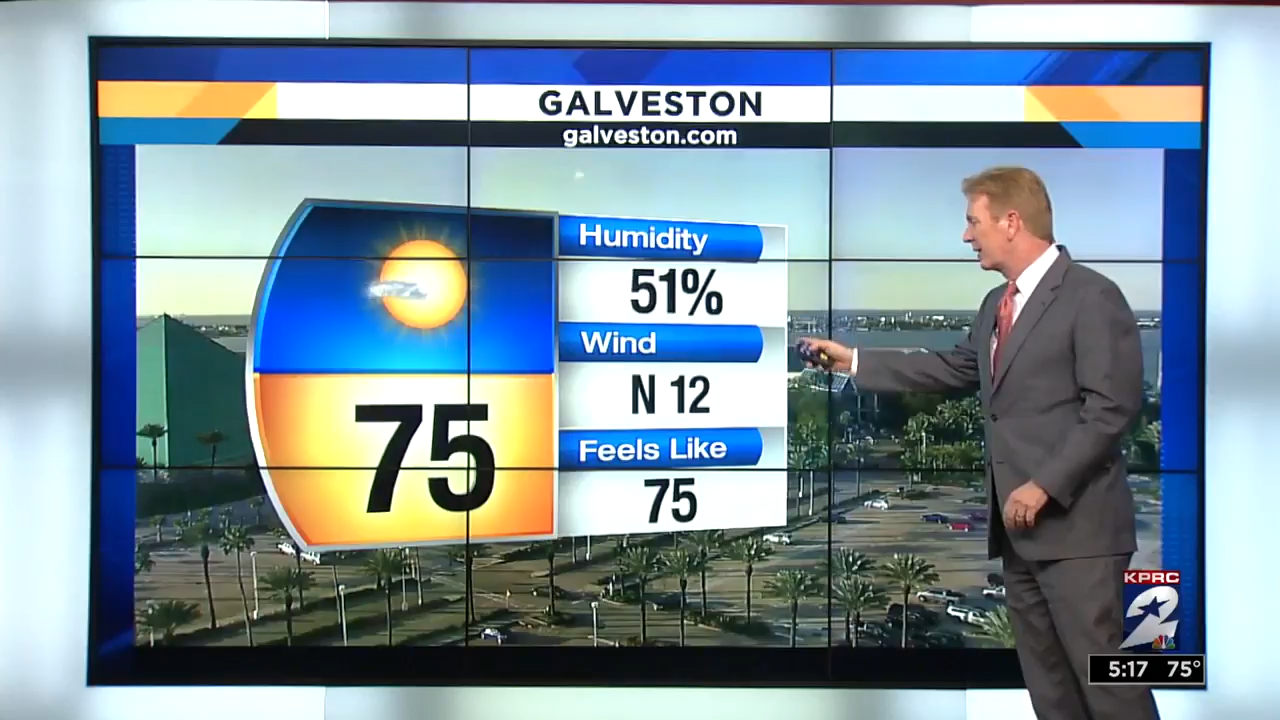 GALVESTON
galveston.com
Humidity
51%
Wind
N 12
Feels Like
75
75
KPRC
2
5:17 75°